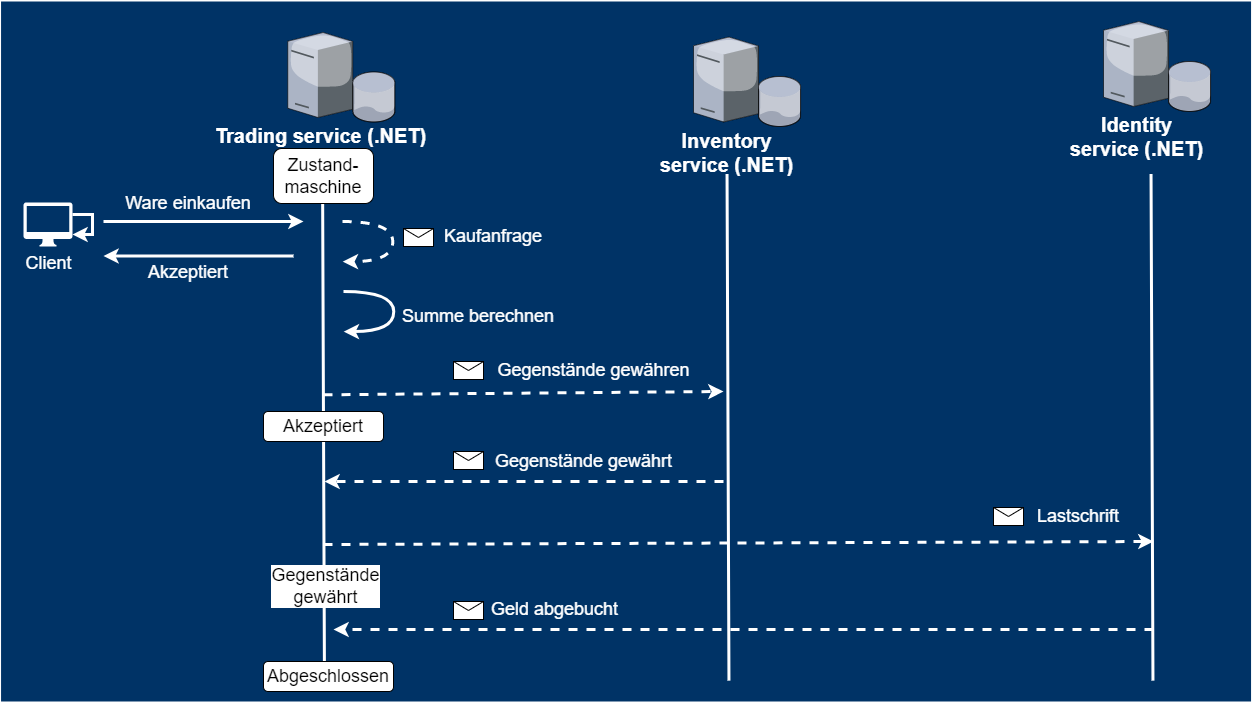 Trading service (.NET)
Inventory
service (.NET)
Identity
service (.NET)
Zustand-
maschine
Client
Ware einkaufen
Akzeptiert
Kaufanfrage
Summe berechnen
Gegenstände gewähren
Akzeptiert
Gegenstände gewährt
Lastschrift
Gegenstände
gewährt
Geld abgebucht
Abgeschlossen